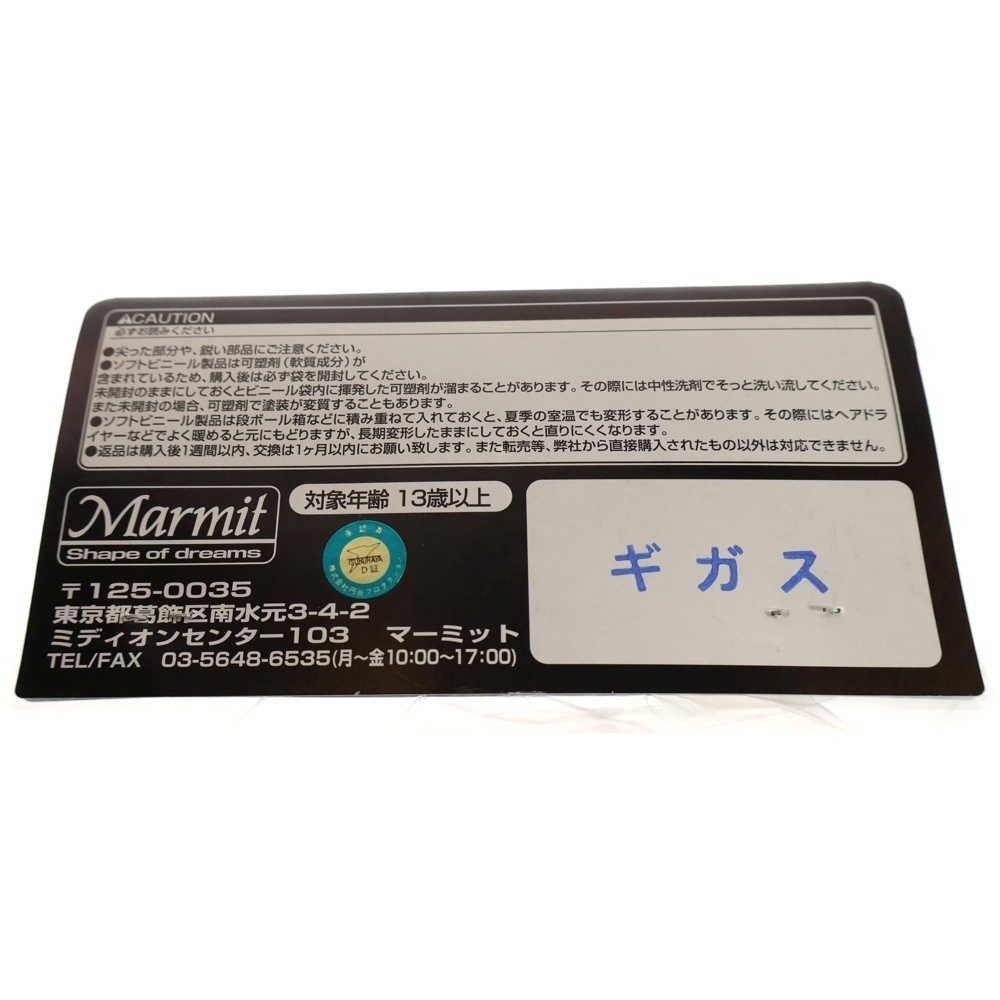 ⚠CAUTION
必ずお読みください
●尖った部分や、鋭い部品にご注意ください。
●ソフトビニール製品は可塑剤(軟質成分)が
含まれているため、購入後は必ず袋を開封してください。
未開封のままにしておくとビニール袋内に揮発した可塑剤が溜まることがあります。その際には中性洗剤でそっと洗い流してください。
また未開封の場合、可塑剤で塗装が変質することもあります。
●ソフトビニール製品は段ボール箱などに積み重ねて入れておくと、夏季の室温でも変形することがあります。その際にはヘアドラ
イヤーなどでよく暖めると元にもどりますが、長期変形したままにしておくと直りにくくなります。
●返品は購入後1週間以内、交換は1ヶ月以内にお願い致します。また転売等、弊社から直接購入されたもの以外は対応できません。
Marmit
Shape of dreams
対象年齢 13歳以上
TSUBURAYA
ギガス
〒125-0035
東京都葛飾区南水元3-4-2
ミディオンセンター103 マーミット
TEL/FAX 03-5648-6535(月〜金10:00〜17:00)